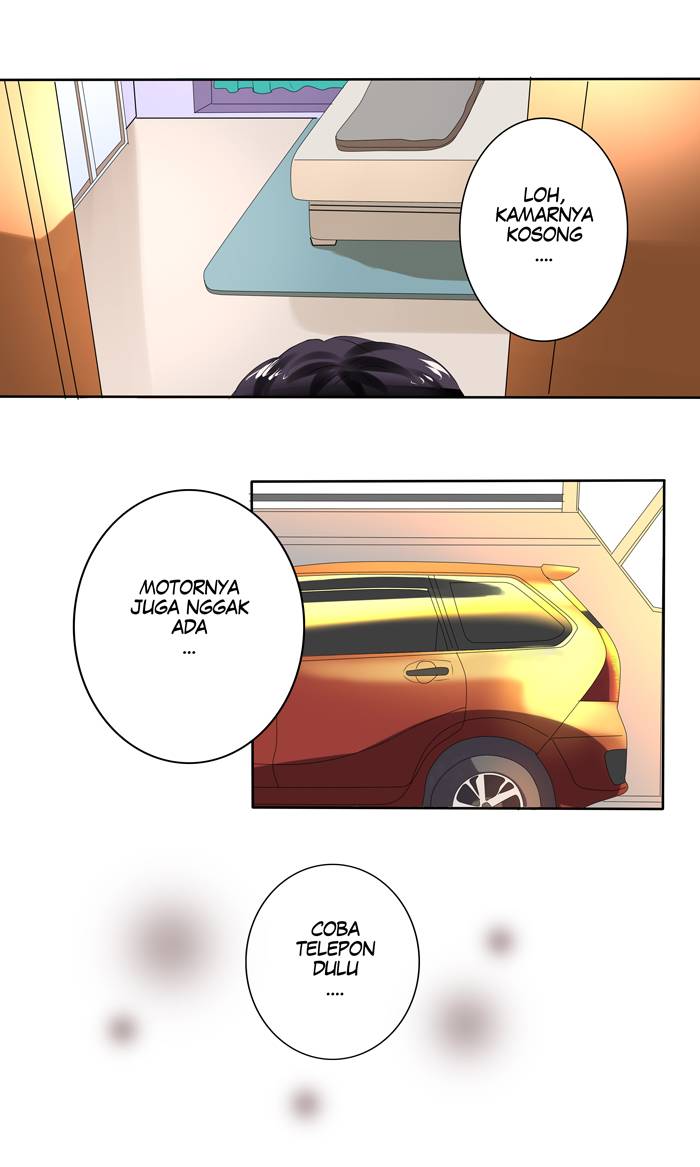 LOH,
KAMARNYA
KOSONG
....
MOTORNYA
JUGA NGGAK
ADA
...
COBA
TELEPON
DULU
....